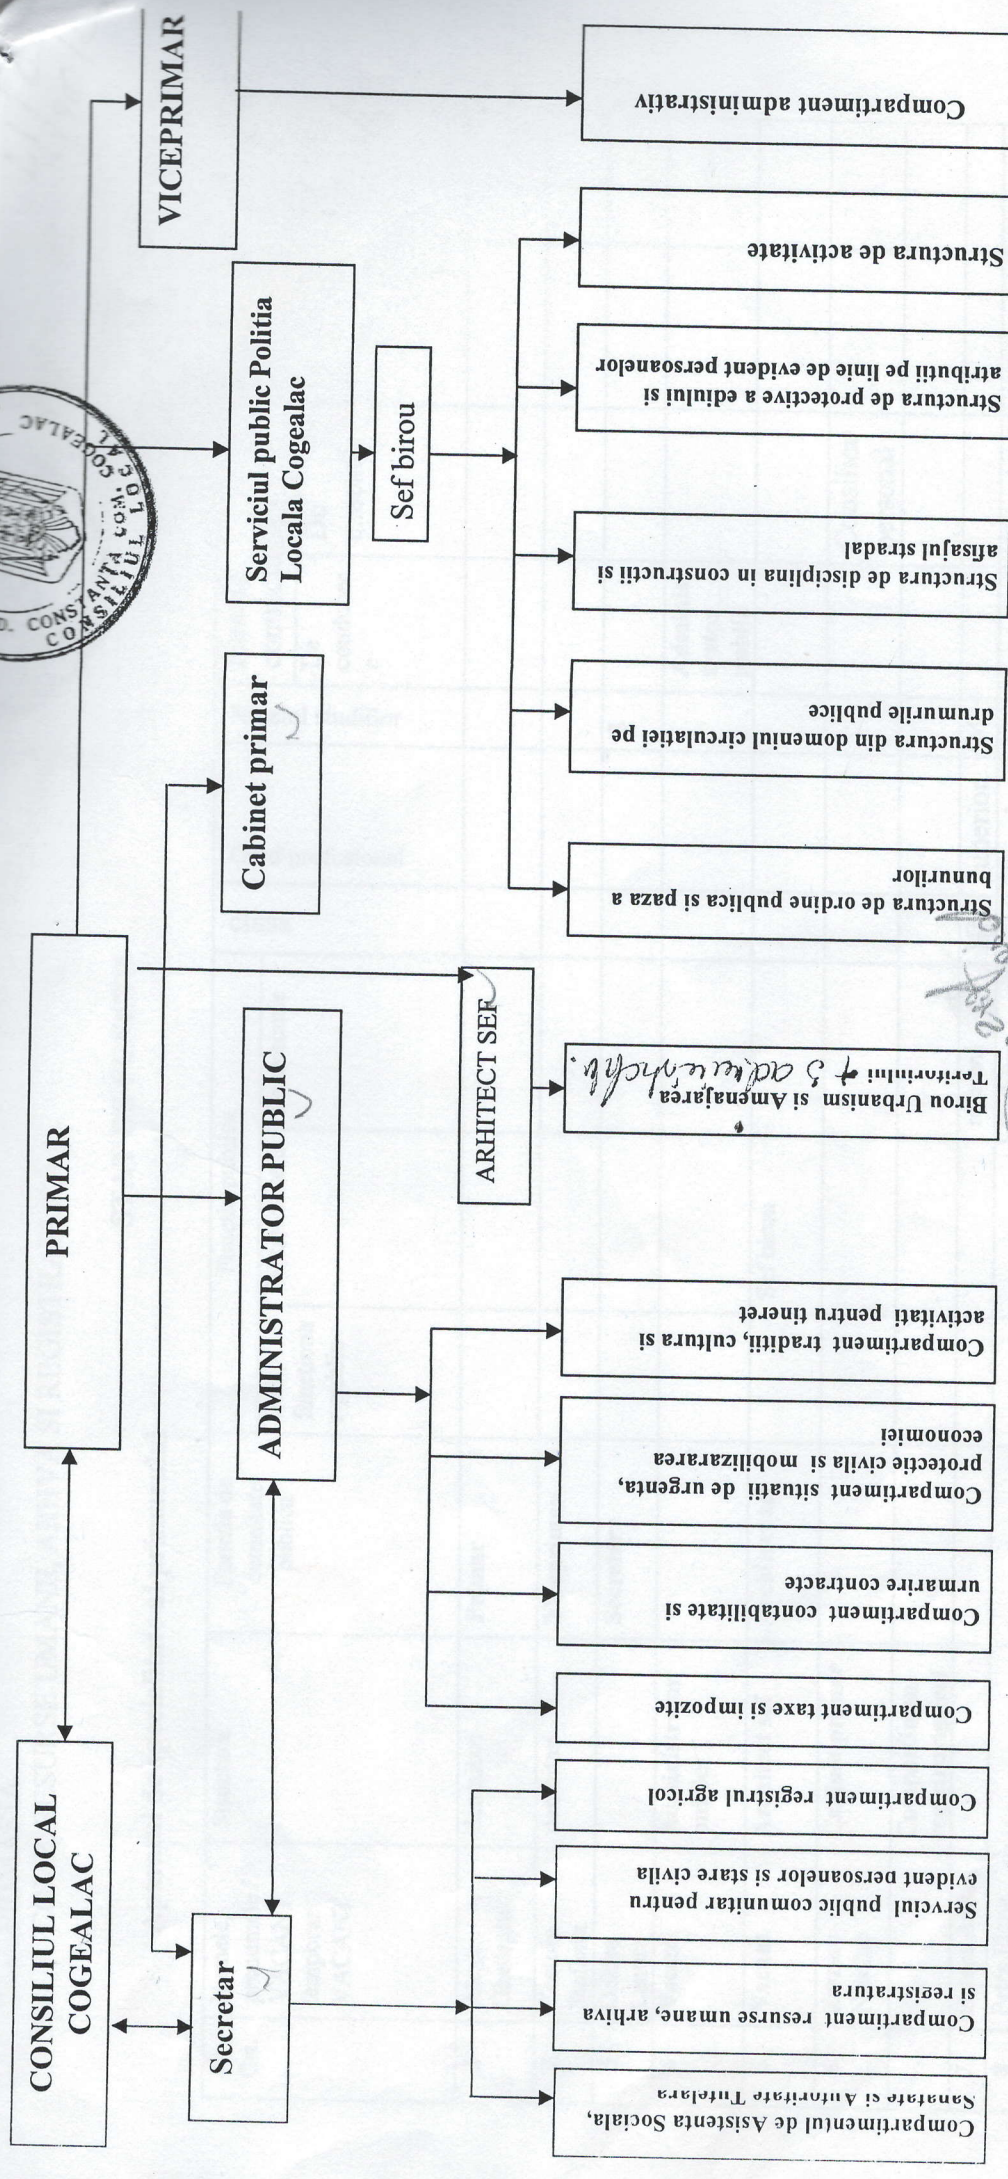 CONSILIUL LOCAL
COGEALAC
PRIMAR
VICEPRIMAR
CONSTANTA COM. COGEALAC
CONSILIUL LOCAL
Secretar
ADMINISTRATOR PUBLIC
Cabinet primar
Serviciul public Politia
Locala Cogealac
Sef birou
ARHITECT SEF
Compartimentul de Asistenta Sociala,
Sanatate si Autoritate Tutelara
Compartiment resurse umane, arhiva
si registratura
Servciul public comunitar pentru
evident persoanelor si stare civila
Compartiment registrul agricol
Compartiment taxe si impozite
Compartiment contabilitate si
urmarire contracte
Compartiment situatii de urgenta,
protectie civila si mobilizararea
economiei
Compartiment traditii, cultura si
activitati pentru tineret
Birou Urbanism si Amenajarea
Teritoriului
Structura de ordine publica si paza a
bunurilor
Structura din domeniul circulatiei pe
drumurile publice
Structura de disciplina in constructii si
afisajul stradal
Structura de protective a ediului si
atributii pe linie de evident persoanelor
Structura de activitate
Compartiment administrativ